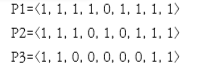 P1=⟨1, 1, 1, 1, 0, 1, 1, 1, 1⟩
P2=⟨1, 1, 1, 0, 1, 0, 1, 1, 1⟩
P3=⟨1, 1, 0, 0, 0, 0, 0, 1, 1⟩